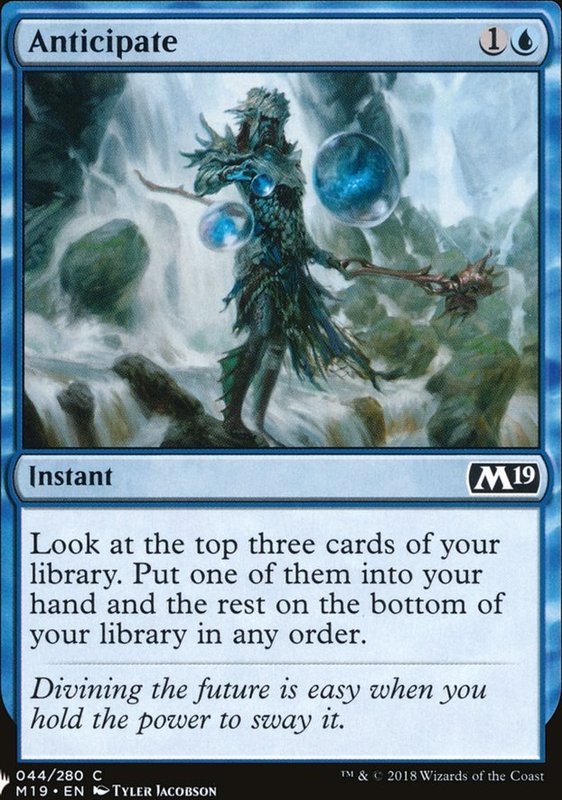 Anticipate 1
Instant M19
Look at the top three cards of your
library. Put one of them into your
hand and the rest on the bottom of
your library in any order.
Divining the future is easy when you
hold the power to sway it.
044/280 C
M19 • EN Tyler Jacobson
™ & © 2018 Wizards of the Coast